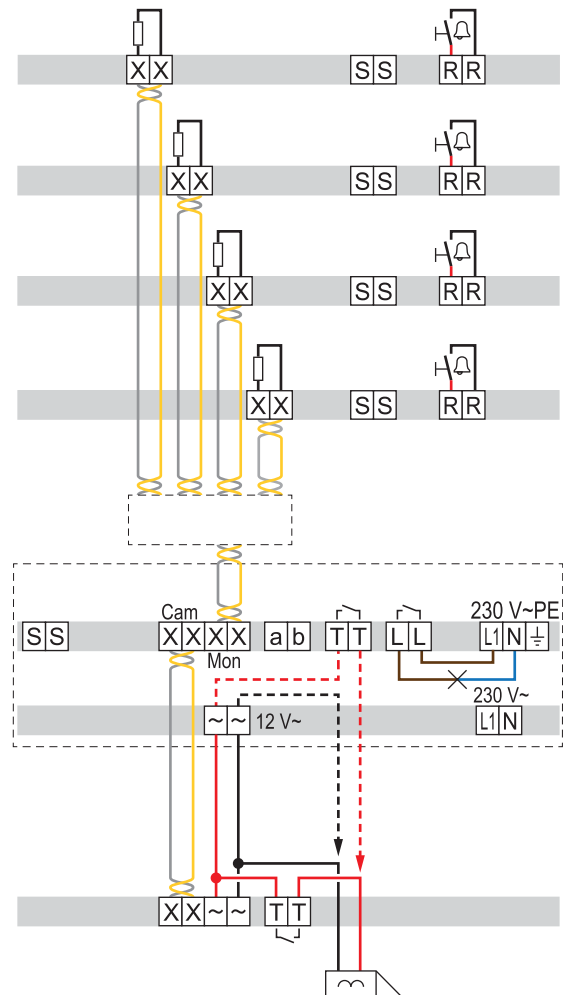 X X S S R R
X X S S R R
X X S S R R
X X S S R R
Cam 230 V~PE
S S X X X X a b T T L L L1 N
Mon
230 V~
~ ~ 12 V~ L1 N
X X ~ ~ T T